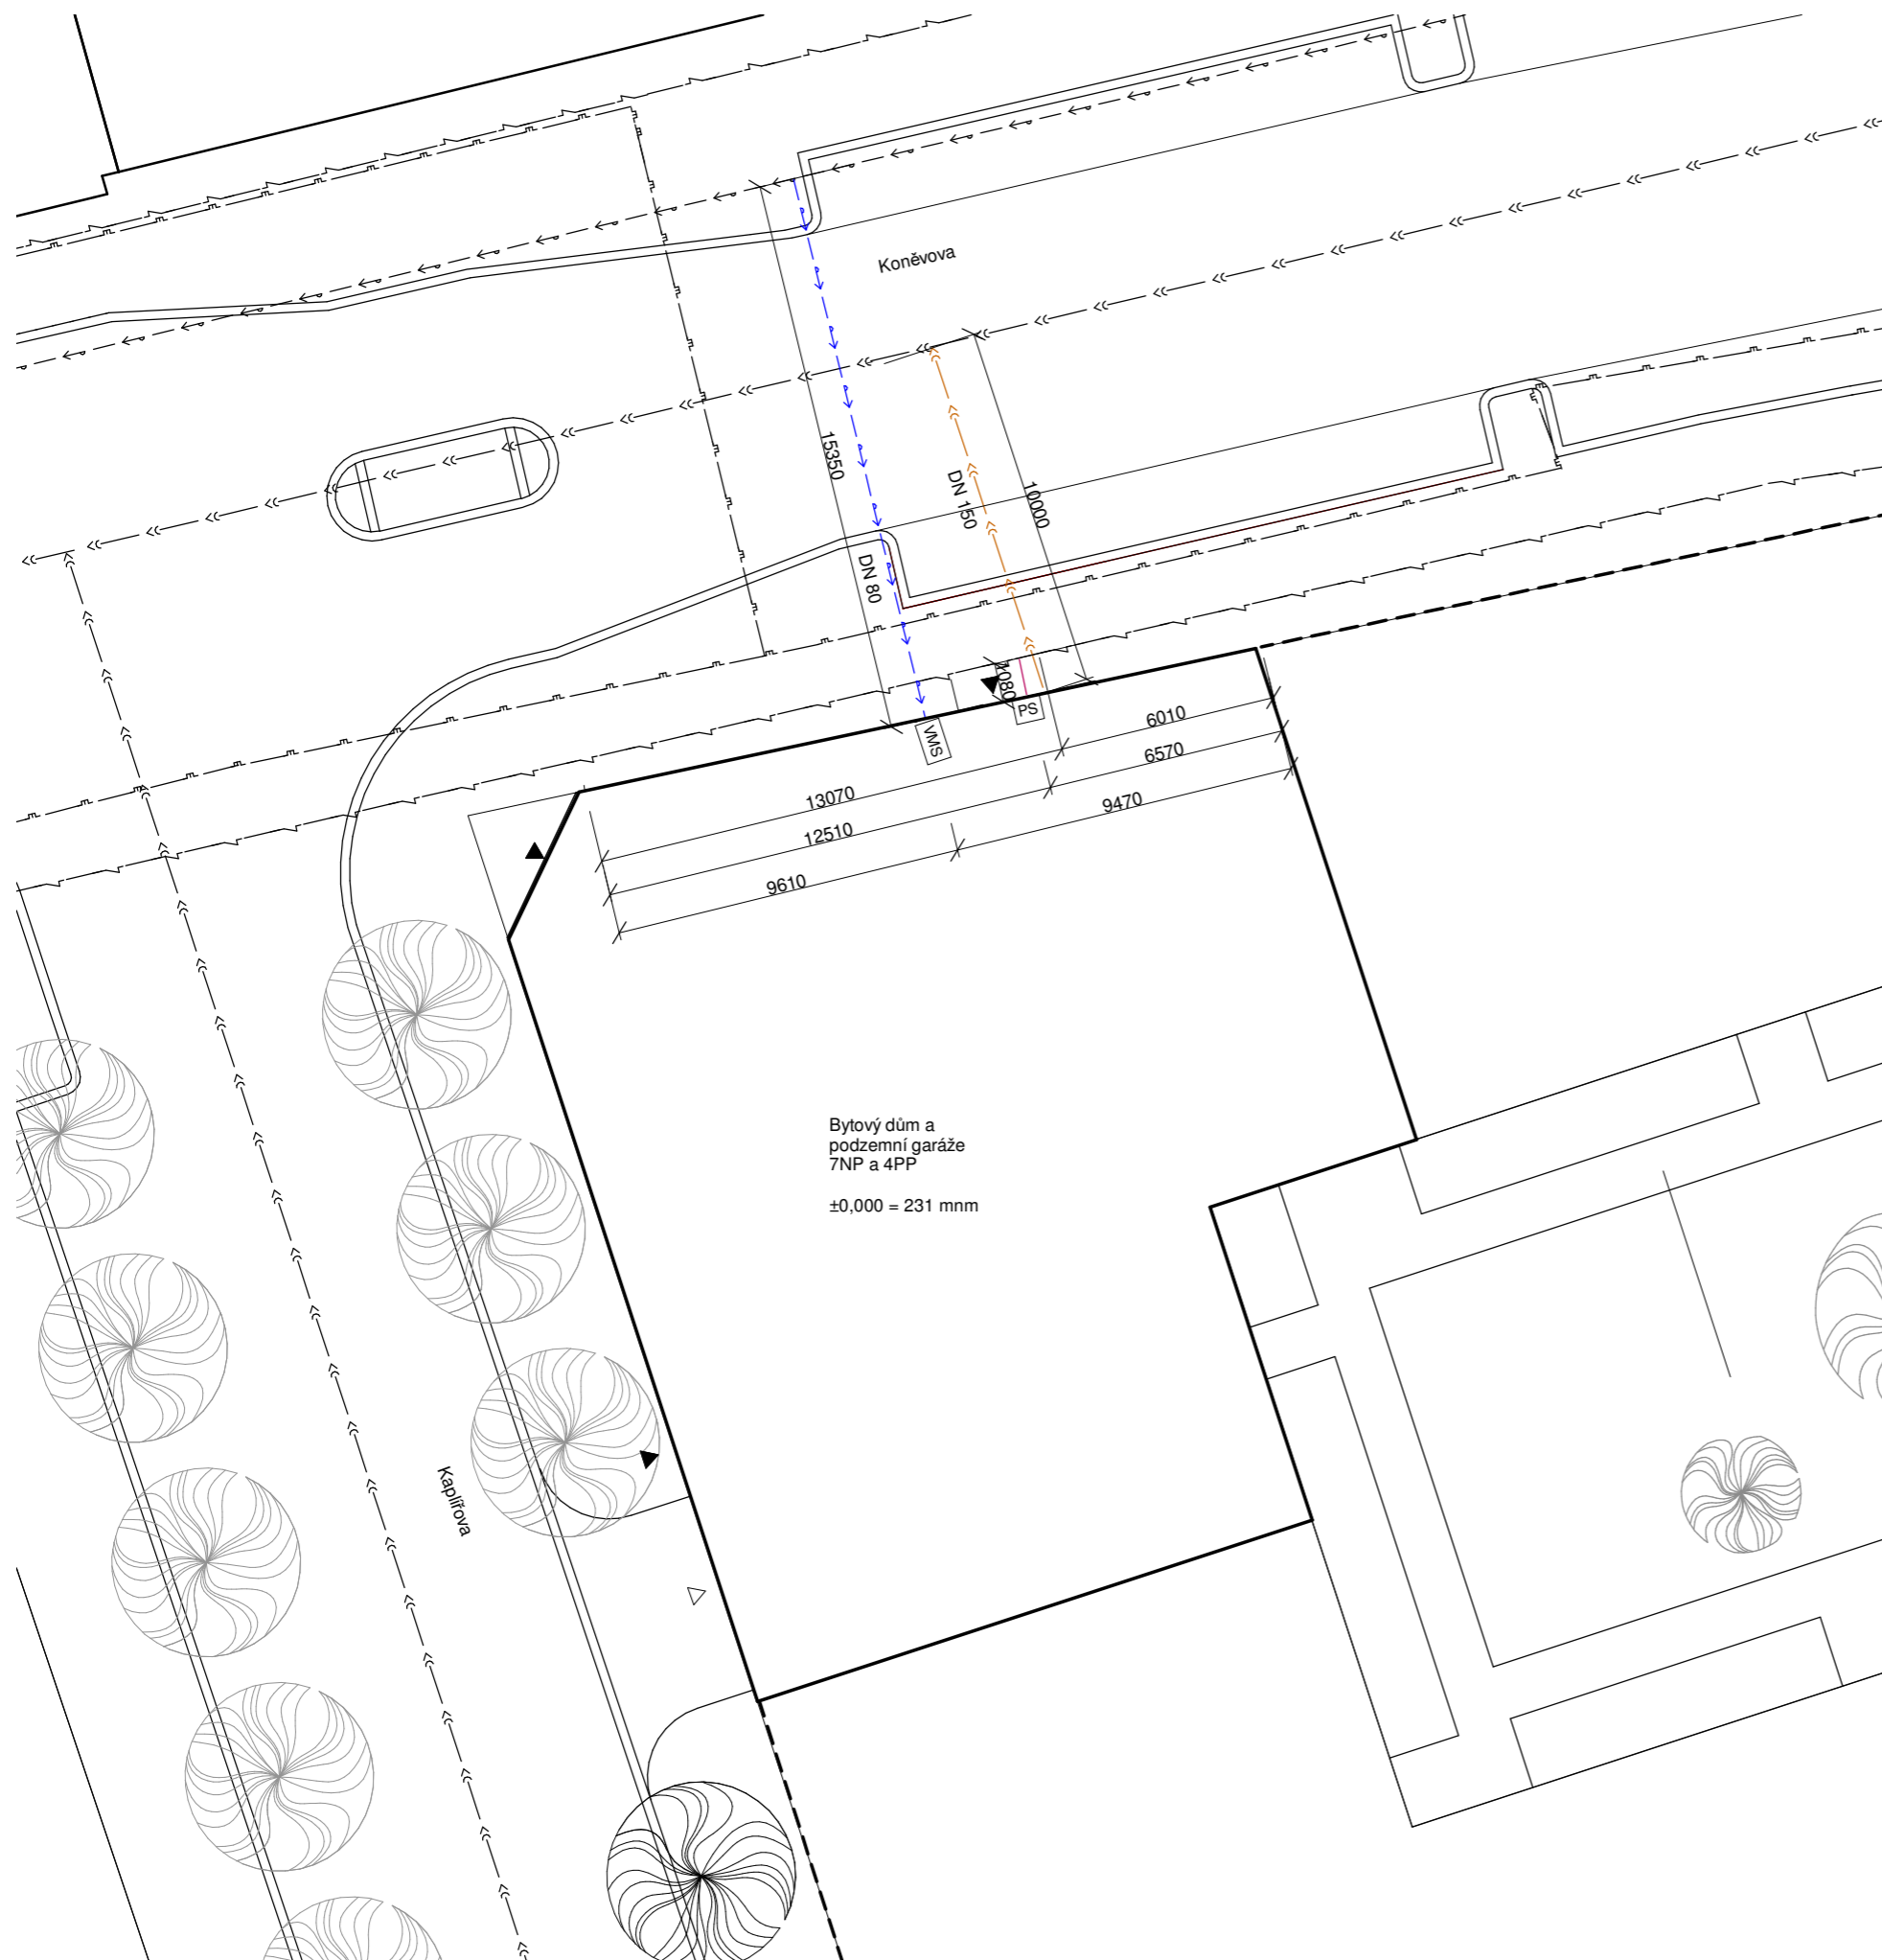 Koněvova
15350
DN 150
10000
DN 80
1080
PS
VMS
6010
6570
13070
9470
12510
9610
Bytový dům a
podzemní garáže
7NP a 4PP
±0,000 = 231 mnm
Kaplířova